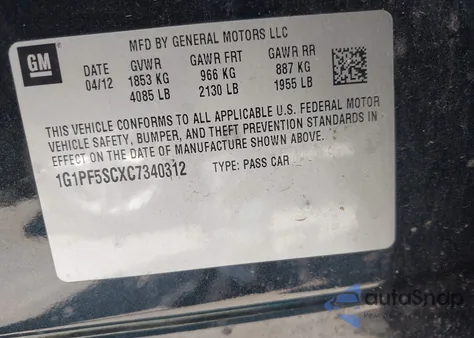 MFD BY GENERAL MOTORS LLC
GM
DATE GVWR GAWR FRT GAWR RR
04/12 1853 KG 966 KG 887 KG
4085 LB 2130 LB 1955 LB
THIS VEHICLE CONFORMS TO ALL APPLICABLE U.S. FEDERAL MOTOR
VEHICLE SAFETY, BUMPER, AND THEFT PREVENTION STANDARDS IN
EFFECT ON THE DATE OF MANUFACTURE SHOWN ABOVE.
1G1PF5SCXC7340312 TYPE: PASS CAR
autoSnap